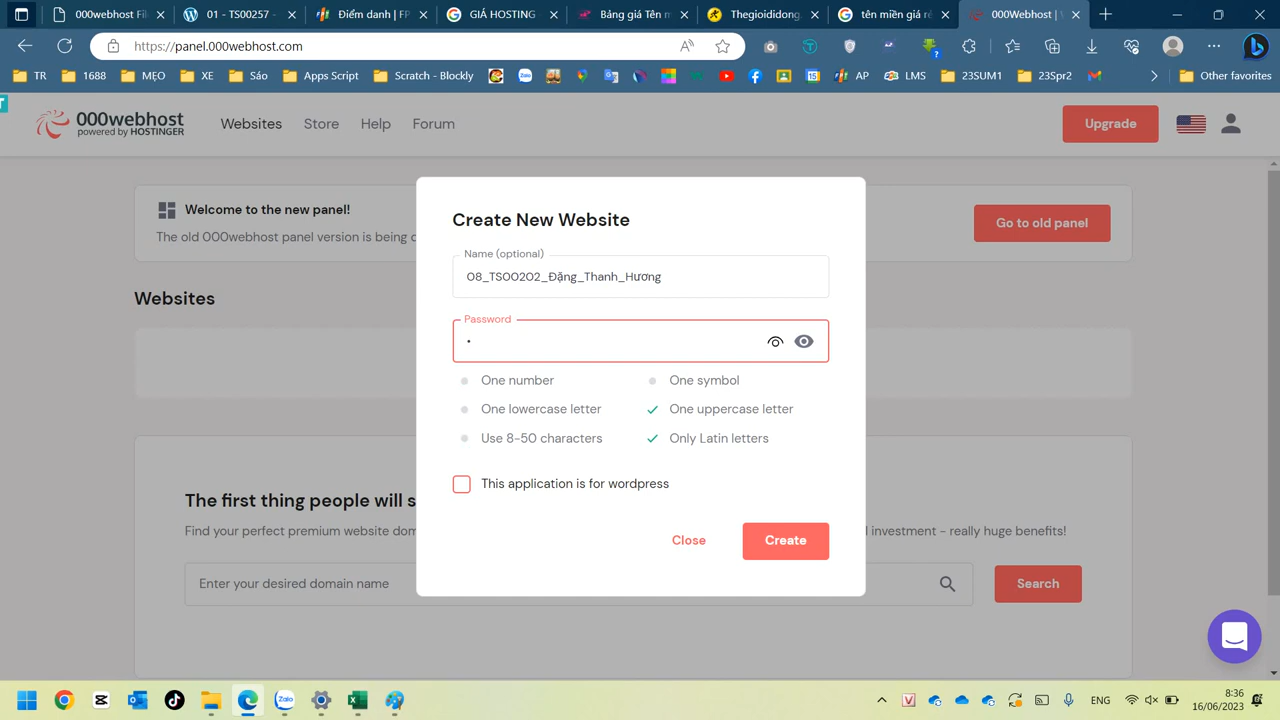 000webhost File
01 - TS00257 -
Điểm danh | FP
GIÁ HOSTING
Bảng giá Tên m
Thegioididong.
tên miền giá rẻ
000Webhost | V
https://panel.000webhost.com
TR
1688
MẸO
XE
Sáo
Apps Script
Scratch - Blockly
AP
LMS
23SUM1
23Spr2
Other favorites
000webhost
powered by HOSTINGER
Websites
Store
Help
Forum
Upgrade
Welcome to the new panel!
The old 000webhost panel version is being
Go to old panel
Websites
Create New Website
Name (optional)
08_TS00202_Đặng_Thanh_Hương
Password
•
One number
One symbol
One lowercase letter
One uppercase letter
Use 8-50 characters
Only Latin letters
This application is for wordpress
Close
Create
The first thing people will s
Find your perfect premium website dom
investment - really huge benefits!
Enter your desired domain name
Search
ENG
8:36
16/06/2023